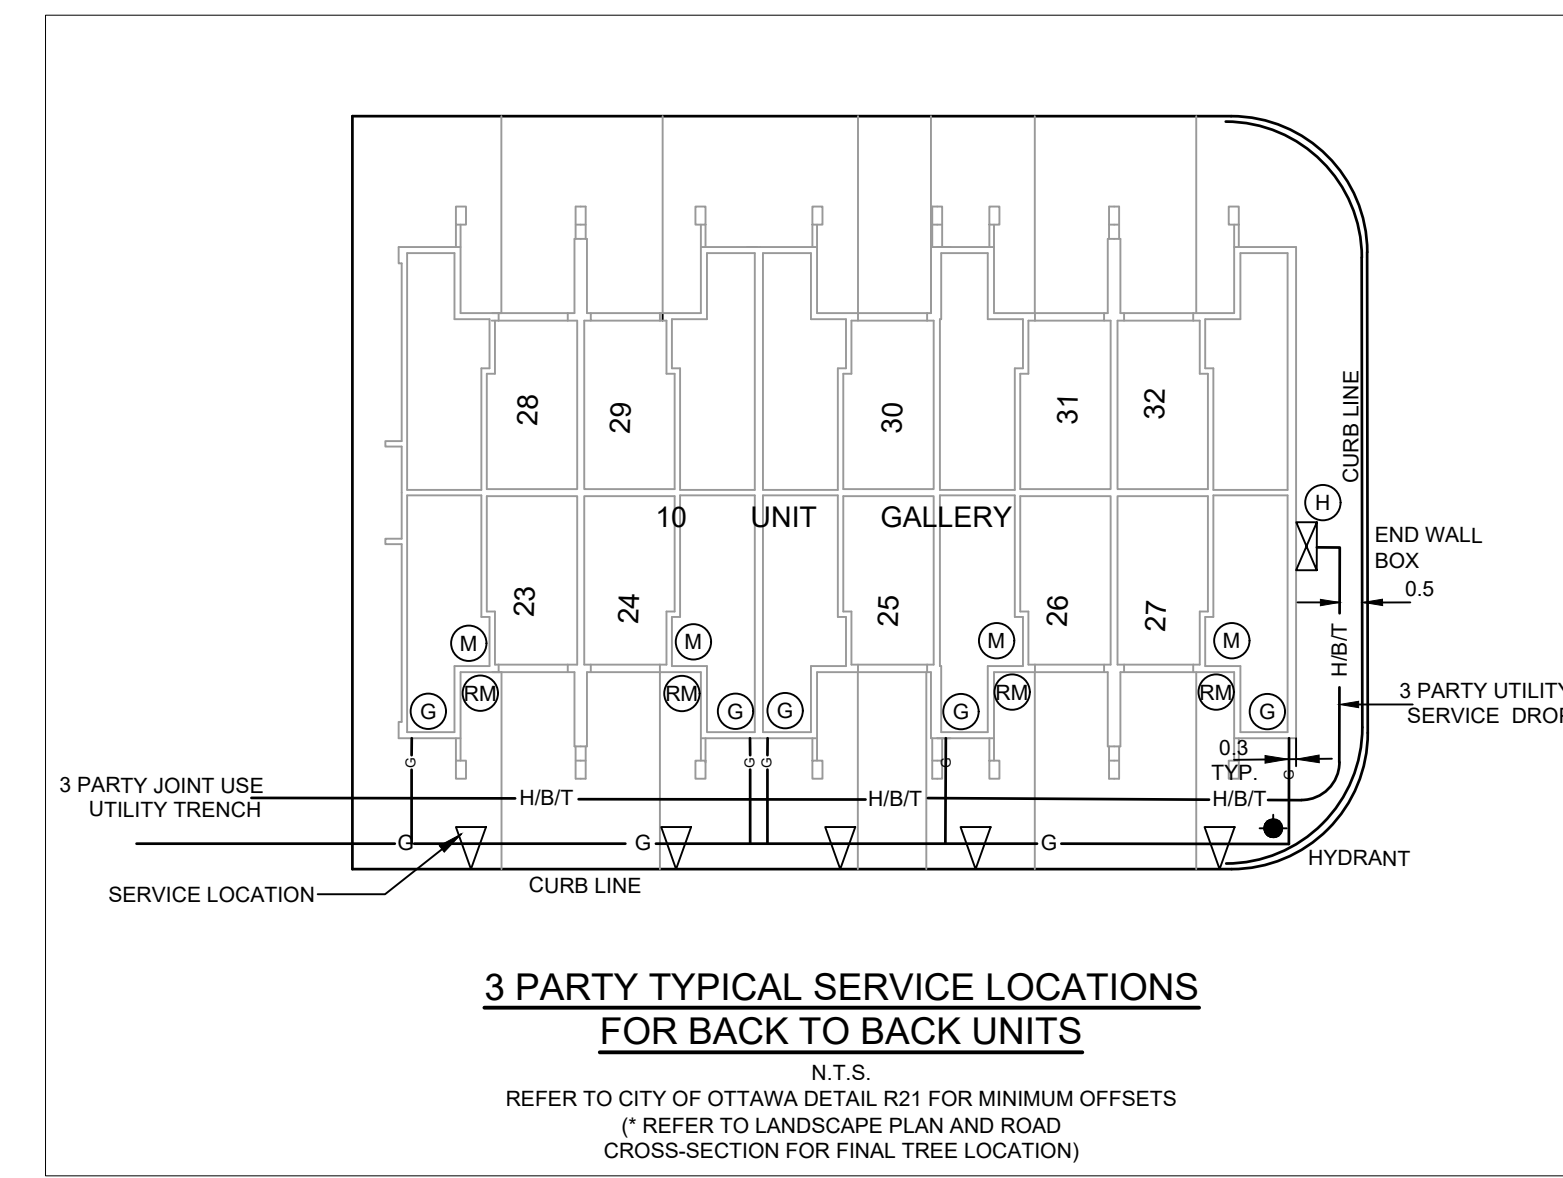 28
29
30
31
32
CURB LINE
10 UNIT GALLERY
H
END WALL
BOX
0.5
23
24
25
26
27
M
M
M
M
H/B/T
RM
RM
RM
RM
G
G
G
G
G
3 PARTY UTILITY
SERVICE DROP
0.3
TYP.
G
G
G
G
G
3 PARTY JOINT USE
UTILITY TRENCH
H/B/T
H/B/T
H/B/T
G
G
G
HYDRANT
SERVICE LOCATION
CURB LINE
3 PARTY TYPICAL SERVICE LOCATIONS
FOR BACK TO BACK UNITS
N.T.S.
REFER TO CITY OF OTTAWA DETAIL R21 FOR MINIMUM OFFSETS
(* REFER TO LANDSCAPE PLAN AND ROAD
CROSS-SECTION FOR FINAL TREE LOCATION)